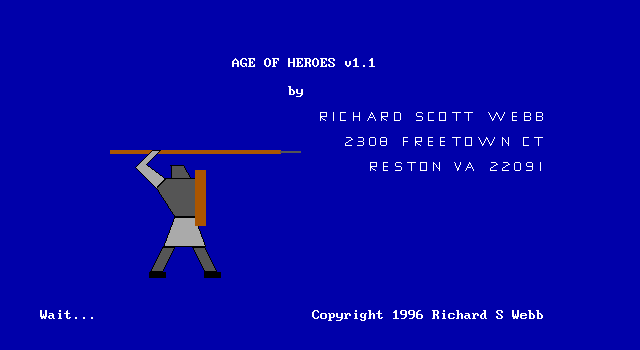 AGE OF HEROES v1.1
by
RICHARD SCOTT WEBB
2308 FREETOWN CT
RESTON VA 22091
Wait...
Copyright 1996 Richard S Webb